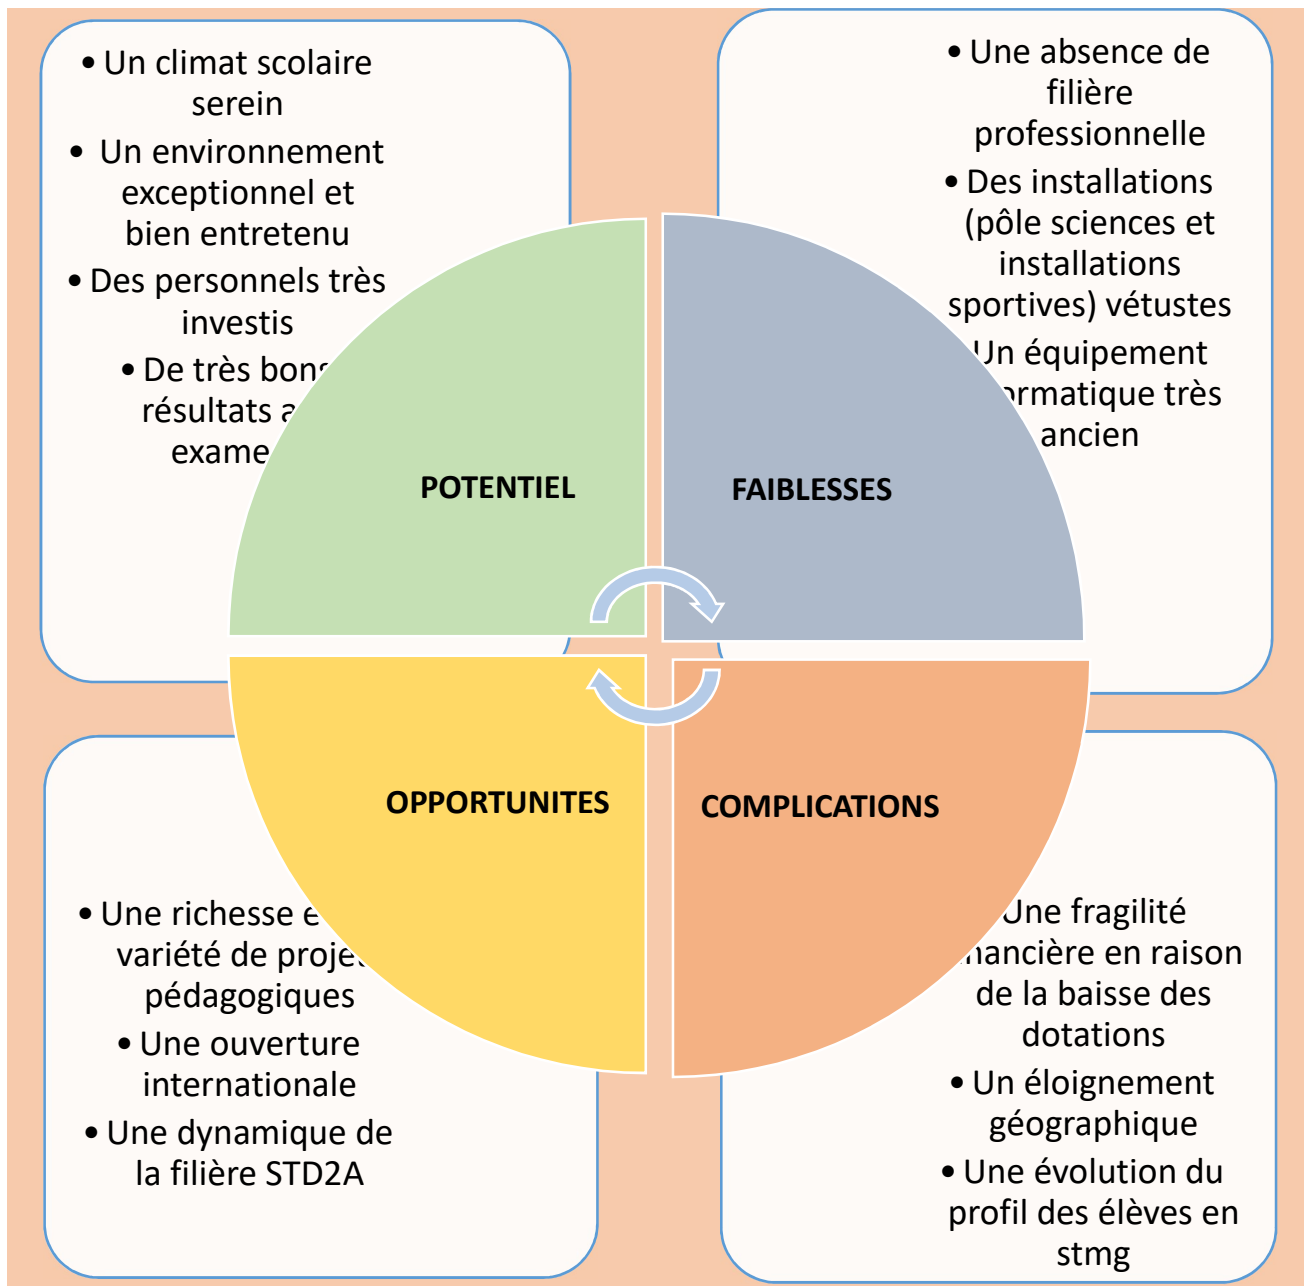 • Un climat scolaire
serein
• Un environnement
exceptionnel et
bien entretenu
• Des personnels très
investis
• De très bons
résultats
POTENTIEL
• Une absence de
filière
professionnelle
• Des installations
(pôle sciences et
installations
sportives) vétustes
Un équipement
très
ancien
FAIBLESSES
OPPORTUNITES
• Une richesse
variété de
pédagogiques
• Une ouverture
internationale
• Une dynamique de
la filière STD2A
COMPLICATIONS
Une fragilité
en raison
de la baisse des
dotations
• Un éloignement
géographique
• Une évolution du
profil des élèves en
stmg